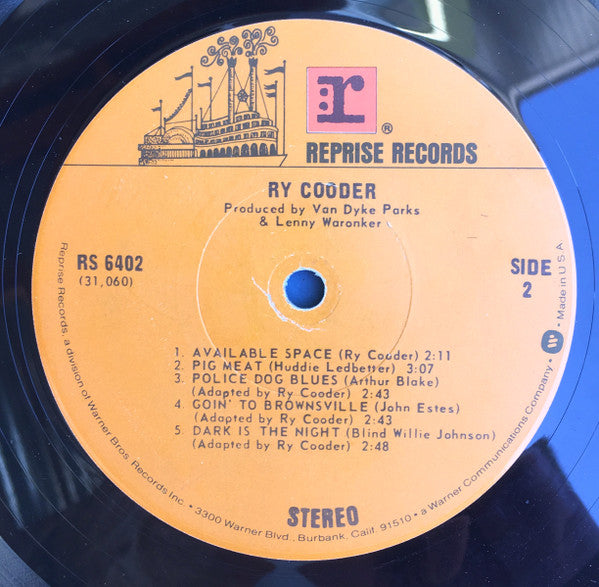 r
®
REPRISE RECORDS
RY COODER
Produced by Van Dyke Parks
& Lenny Waronker
RS 6402
(31,060)
SIDE
2
1. AVAILABLE SPACE (Ry Cooder) 2:11
2. PIG MEAT (Huddie Ledbetter) 3:07
3. POLICE DOG BLUES (Arthur Blake)
(Adapted by Ry Cooder) 2:43
4. GOIN' TO BROWNSVILLE (John Estes)
(Adapted by Ry Cooder) 2:43
5. DARK IS THE NIGHT (Blind Willie Johnson)
(Adapted by Ry Cooder) 2:48
STEREO
Reprise Records, a division of Warner Bros. Records Inc. • 3300 Warner Blvd., Burbank, Calif. 91510 • a Warner Communications Company • Made in U.S.A.